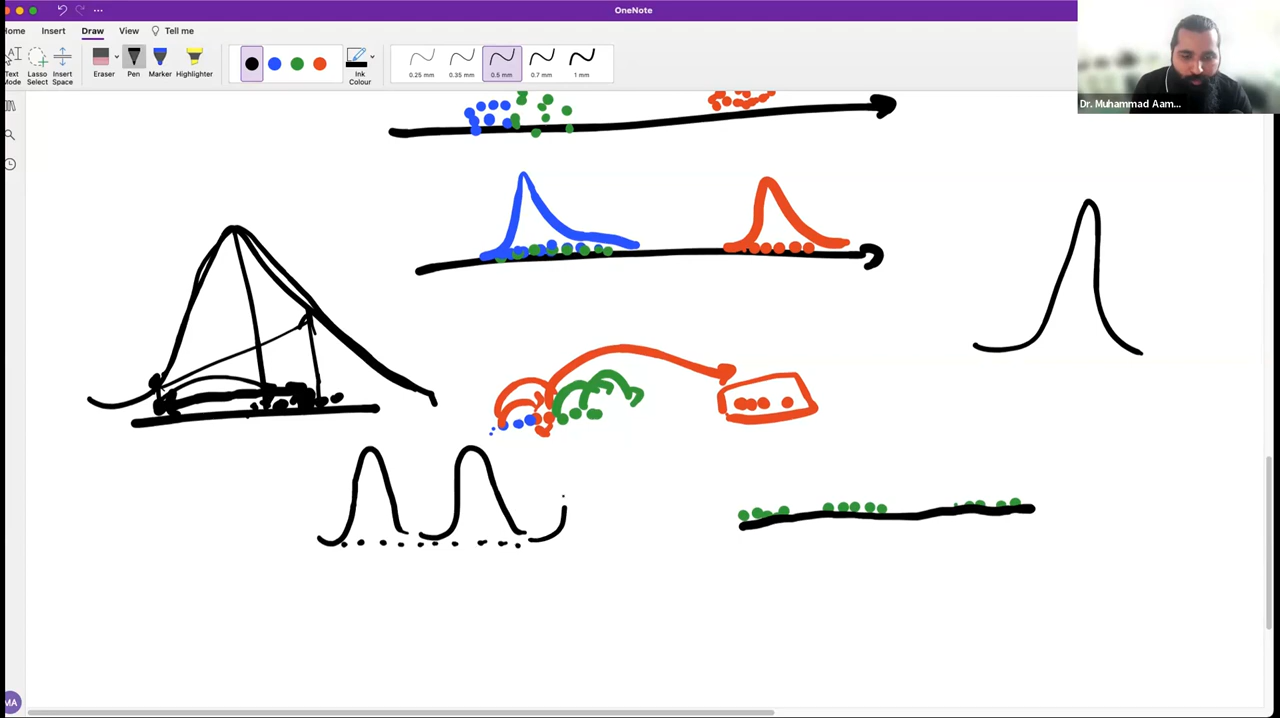 OneNote
Home Insert Draw View Tell me
Text Mode
Lasso Select
Insert Space
Eraser
Pen
Marker
Highlighter
Ink Colour
0.25 mm
0.35 mm
0.5 mm
0.7 mm
1 mm
Dr. Muhammad Aam...
MA